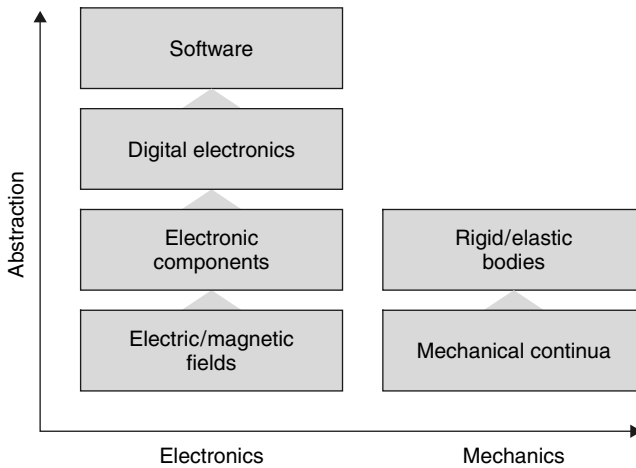 Abstraction
Software
Digital electronics
Electronic
components
Rigid/elastic
bodies
Electric/magnetic
fields
Mechanical continua
Electronics
Mechanics